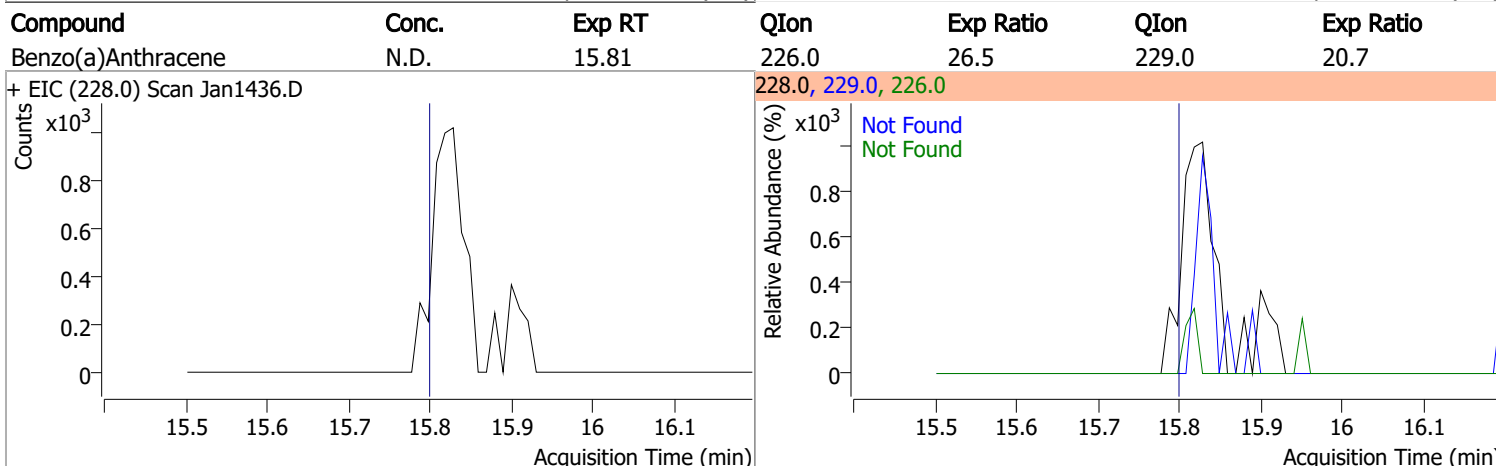 Compound Conc. Exp RT QIon Exp Ratio QIon Exp Ratio
Benzo(a)Anthracene N.D. 15.81 226.0 26.5 229.0 20.7
+ EIC (228.0) Scan Jan1436.D
Counts
x10³
0.8
0.6
0.4
0.2
0
15.5 15.6 15.7 15.8 15.9 16 16.1
Acquisition Time (min)
228.0, 229.0, 226.0
Relative Abundance (%)
x10³
Not Found
Not Found
0.8
0.6
0.4
0.2
0
15.5 15.6 15.7 15.8 15.9 16 16.1
Acquisition Time (min)